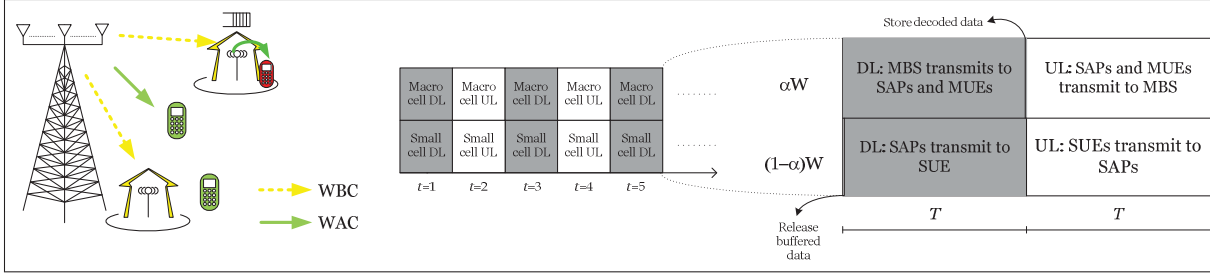 WBC
WAC
Macro cell DL
Macro cell UL
Macro cell DL
Macro cell UL
Macro cell DL
Small cell DL
Small cell UL
Small cell DL
Small cell UL
Small cell DL
t=1
t=2
t=3
t=4
t=5
Store decoded data
αW
DL: MBS transmits to
SAPs and MUEs
UL: SAPs and MUEs
transmit to MBS
(1−α)W
DL: SAPs transmit to
SUE
UL: SUEs transmit to
SAPs
Release
buffered
data
T
T